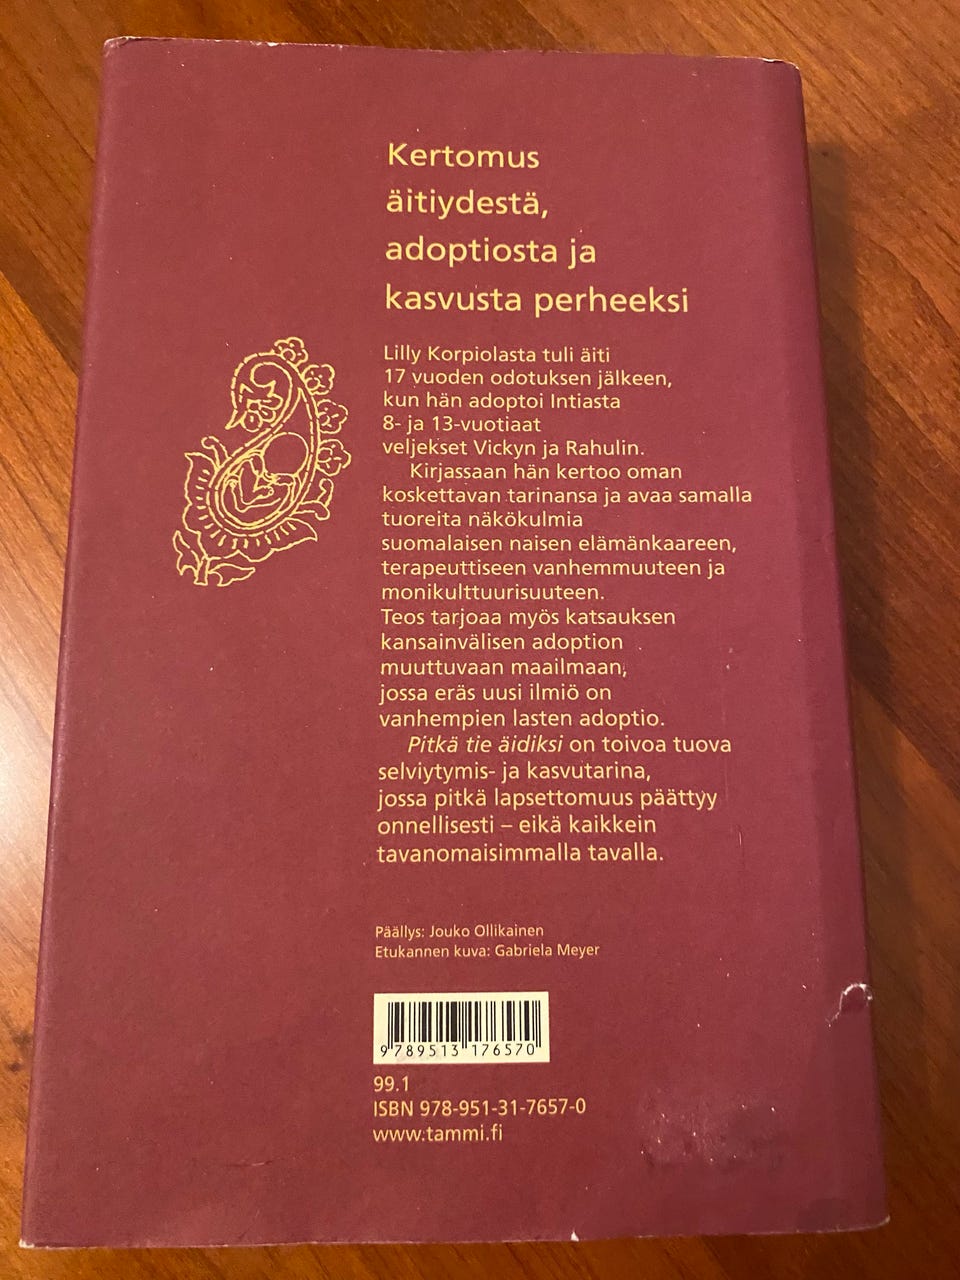 Kertomus
äitiydestä,
adoptiosta ja
kasvusta perheeksi
Lilly Korpiolasta tuli äiti
17 vuoden odotuksen jälkeen,
kun hän adoptoi Intiasta
8- ja 13-vuotiaat
veljekset Vickyn ja Rahulin.
Kirjassaan hän kertoo oman
koskettavan tarinansa ja avaa samalla
tuoreita näkökulmia
suomalaisen naisen elämänkaareen,
terapeuttiseen vanhemmuuteen ja
monikulttuurisuuteen.
Teos tarjoaa myös katsauksen
kansainvälisen adoption
muuttuvaan maailmaan,
jossa eräs uusi ilmiö on
vanhempien lasten adoptio.
Pitkä tie äidiksi on toivoa tuova
selviytymis- ja kasvutarina,
jossa pitkä lapsettomuus päättyy
onnellisesti – eikä kaikkein
tavanomaisimmalla tavalla.
Päällys: Jouko Ollikainen
Etukannen kuva: Gabriela Meyer
9 789513 176570
99.1
ISBN 978-951-31-7657-0
www.tammi.fi